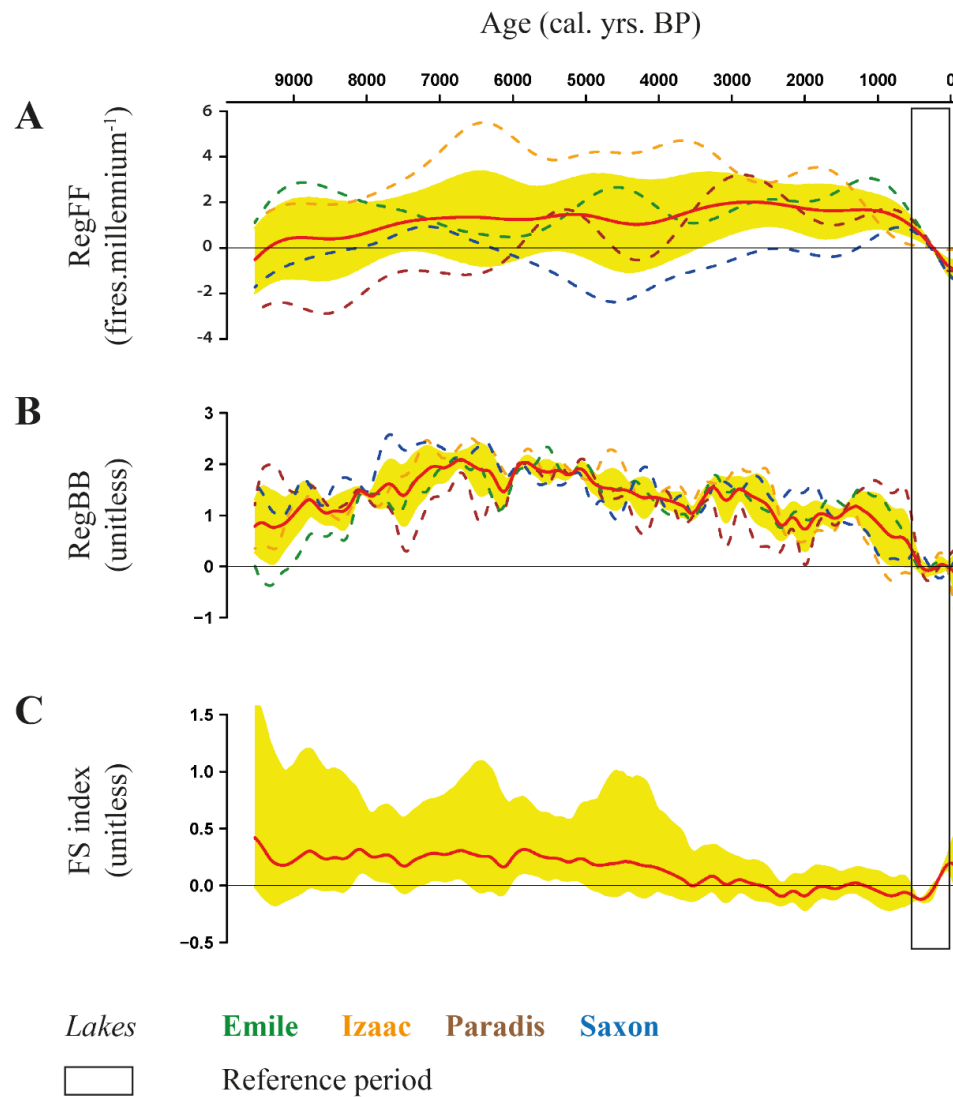 Age (cal. yrs. BP)
9000 8000 7000 6000 5000 4000 3000 2000 1000 0
A
RegFF
(fires.millennium⁻¹)
6
4
2
0
-2
-4
B
RegBB
(unitless)
3
2
1
0
−1
C
FS index
(unitless)
1.5
1.0
0.5
0.0
−0.5
Lakes Emile Izaac Paradis Saxon
Reference period